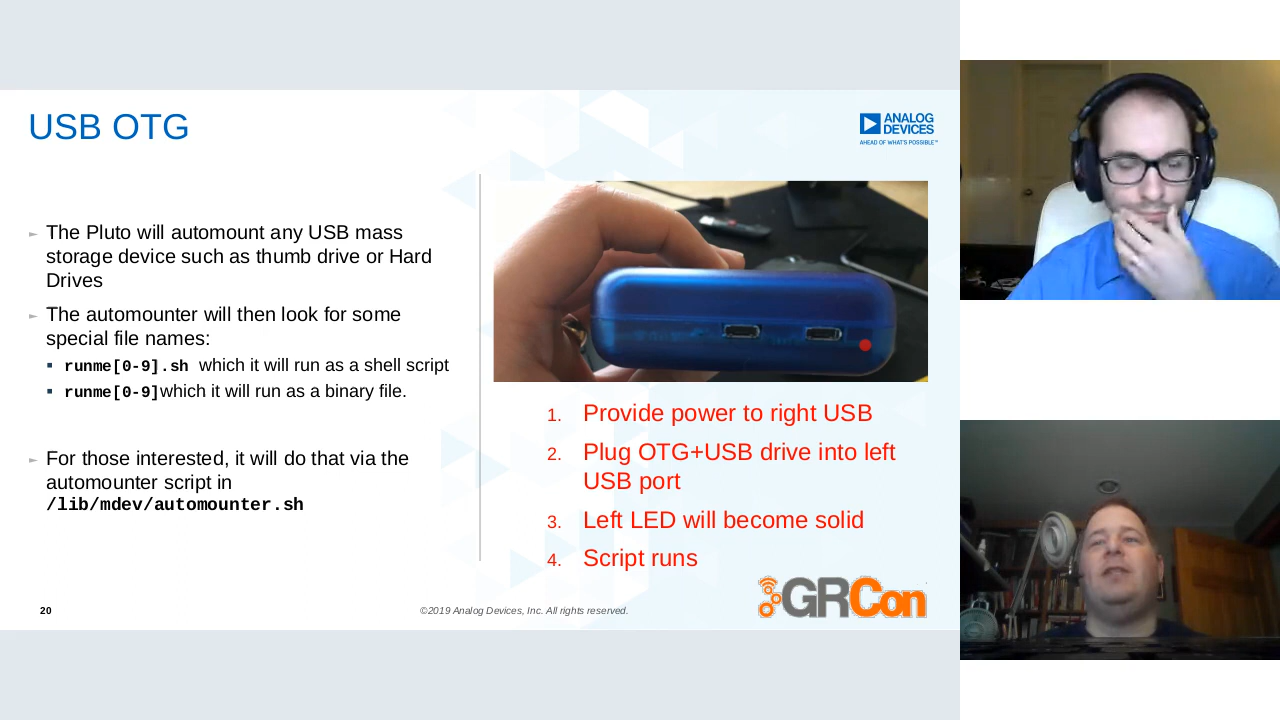 USB OTG
ANALOG
DEVICES
AHEAD OF WHAT'S POSSIBLE™
The Pluto will automount any USB mass
storage device such as thumb drive or Hard
Drives
The automounter will then look for some
special file names:
runme[0-9].sh which it will run as a shell script
runme[0-9]which it will run as a binary file.
For those interested, it will do that via the
automounter script in
/lib/mdev/automounter.sh
1. Provide power to right USB
2. Plug OTG+USB drive into left
USB port
3. Left LED will become solid
4. Script runs
20
©2019 Analog Devices, Inc. All rights reserved.
GRCon